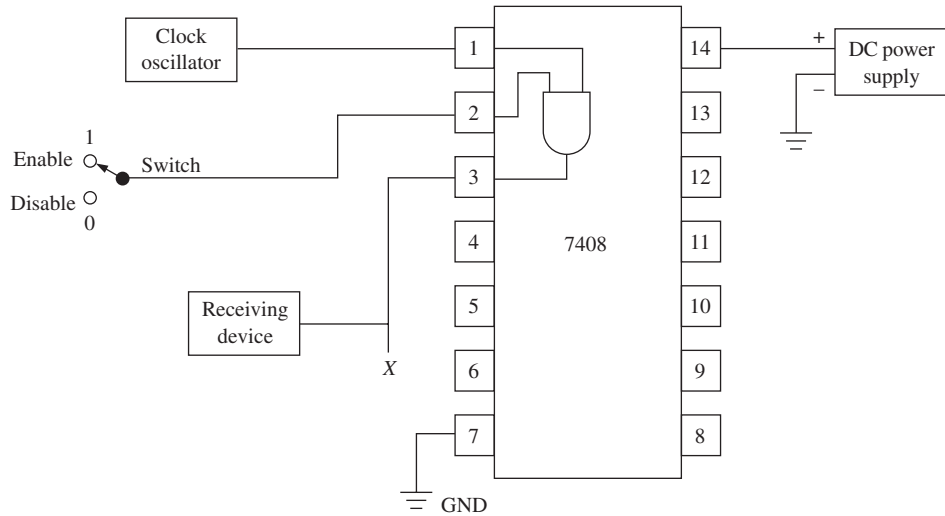 Clock
oscillator
1
14
+
−
DC power
supply
2
13
1
Enable
Switch
Disable
0
3
12
4
7408
11
Receiving
device
5
10
X
6
9
7
8
GND